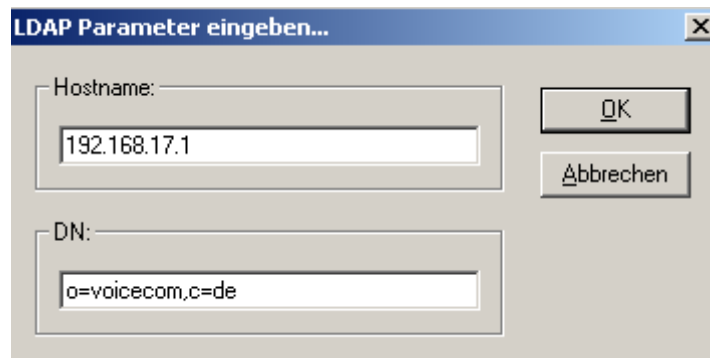 LDAP Parameter eingeben...
Hostname:
192.168.17.1
OK
Abbrechen
DN:
o=voicecom,c=de